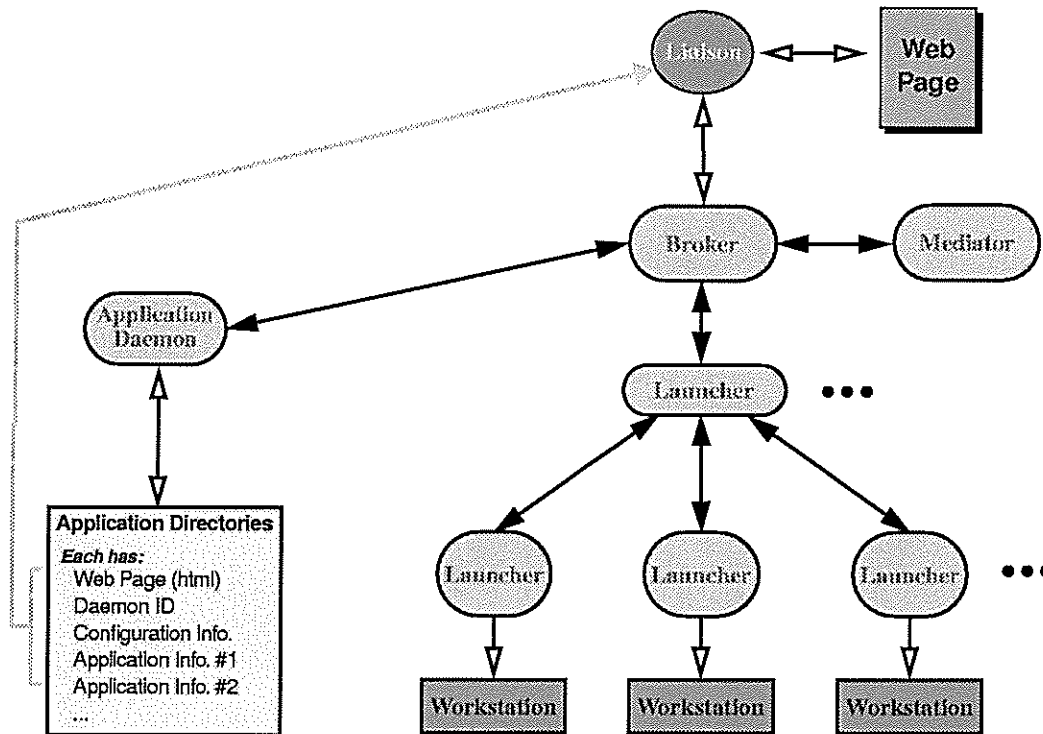 Liaison
Web
Page
Broker
Mediator
Application
Daemon
Launcher
Application Directories
Each has:
Web Page (html)
Daemon ID
Configuration Info.
Application Info. #1
Application Info. #2
...
Launcher
Launcher
Launcher
Workstation
Workstation
Workstation